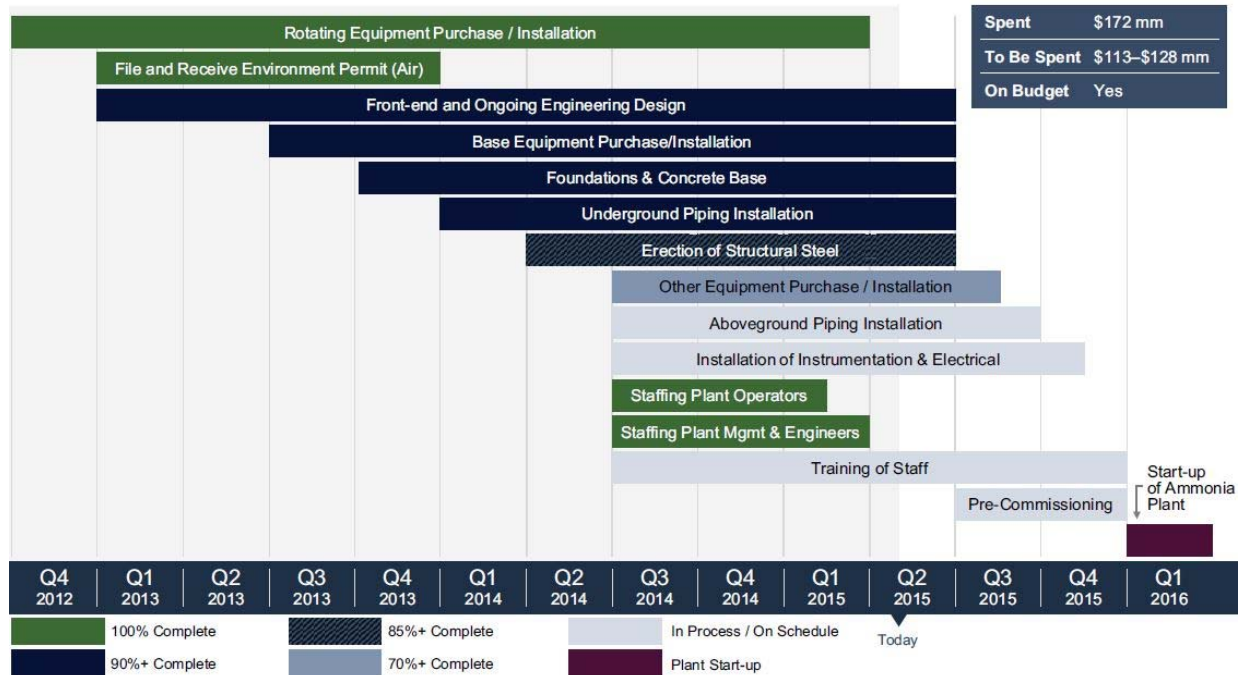 Spent $172 mm
To Be Spent $113–$128 mm
On Budget Yes
Rotating Equipment Purchase / Installation
File and Receive Environment Permit (Air)
Front-end and Ongoing Engineering Design
Base Equipment Purchase/Installation
Foundations & Concrete Base
Underground Piping Installation
Erection of Structural Steel
Other Equipment Purchase / Installation
Aboveground Piping Installation
Installation of Instrumentation & Electrical
Staffing Plant Operators
Staffing Plant Mgmt & Engineers
Training of Staff
Pre-Commissioning
Start-up
of Ammonia
Plant
Q4 Q1 Q2 Q3 Q4 Q1 Q2 Q3 Q4 Q1 Q2 Q3 Q4 Q1
2012 2013 2013 2013 2013 2014 2014 2014 2014 2015 2015 2015 2015 2016
100% Complete 85%+ Complete In Process / On Schedule
Today
90%+ Complete 70%+ Complete Plant Start-up